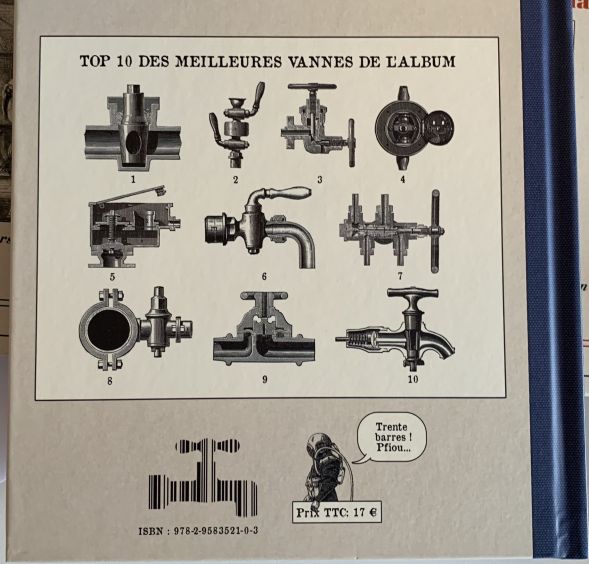 TOP 10 DES MEILLEURES VANNES DE L'ALBUM
1
2
3
4
5
6
7
8
9
10
Trente
barres !
Pfiou...
Prix TTC: 17 €
ISBN : 978-2-9583521-0-3